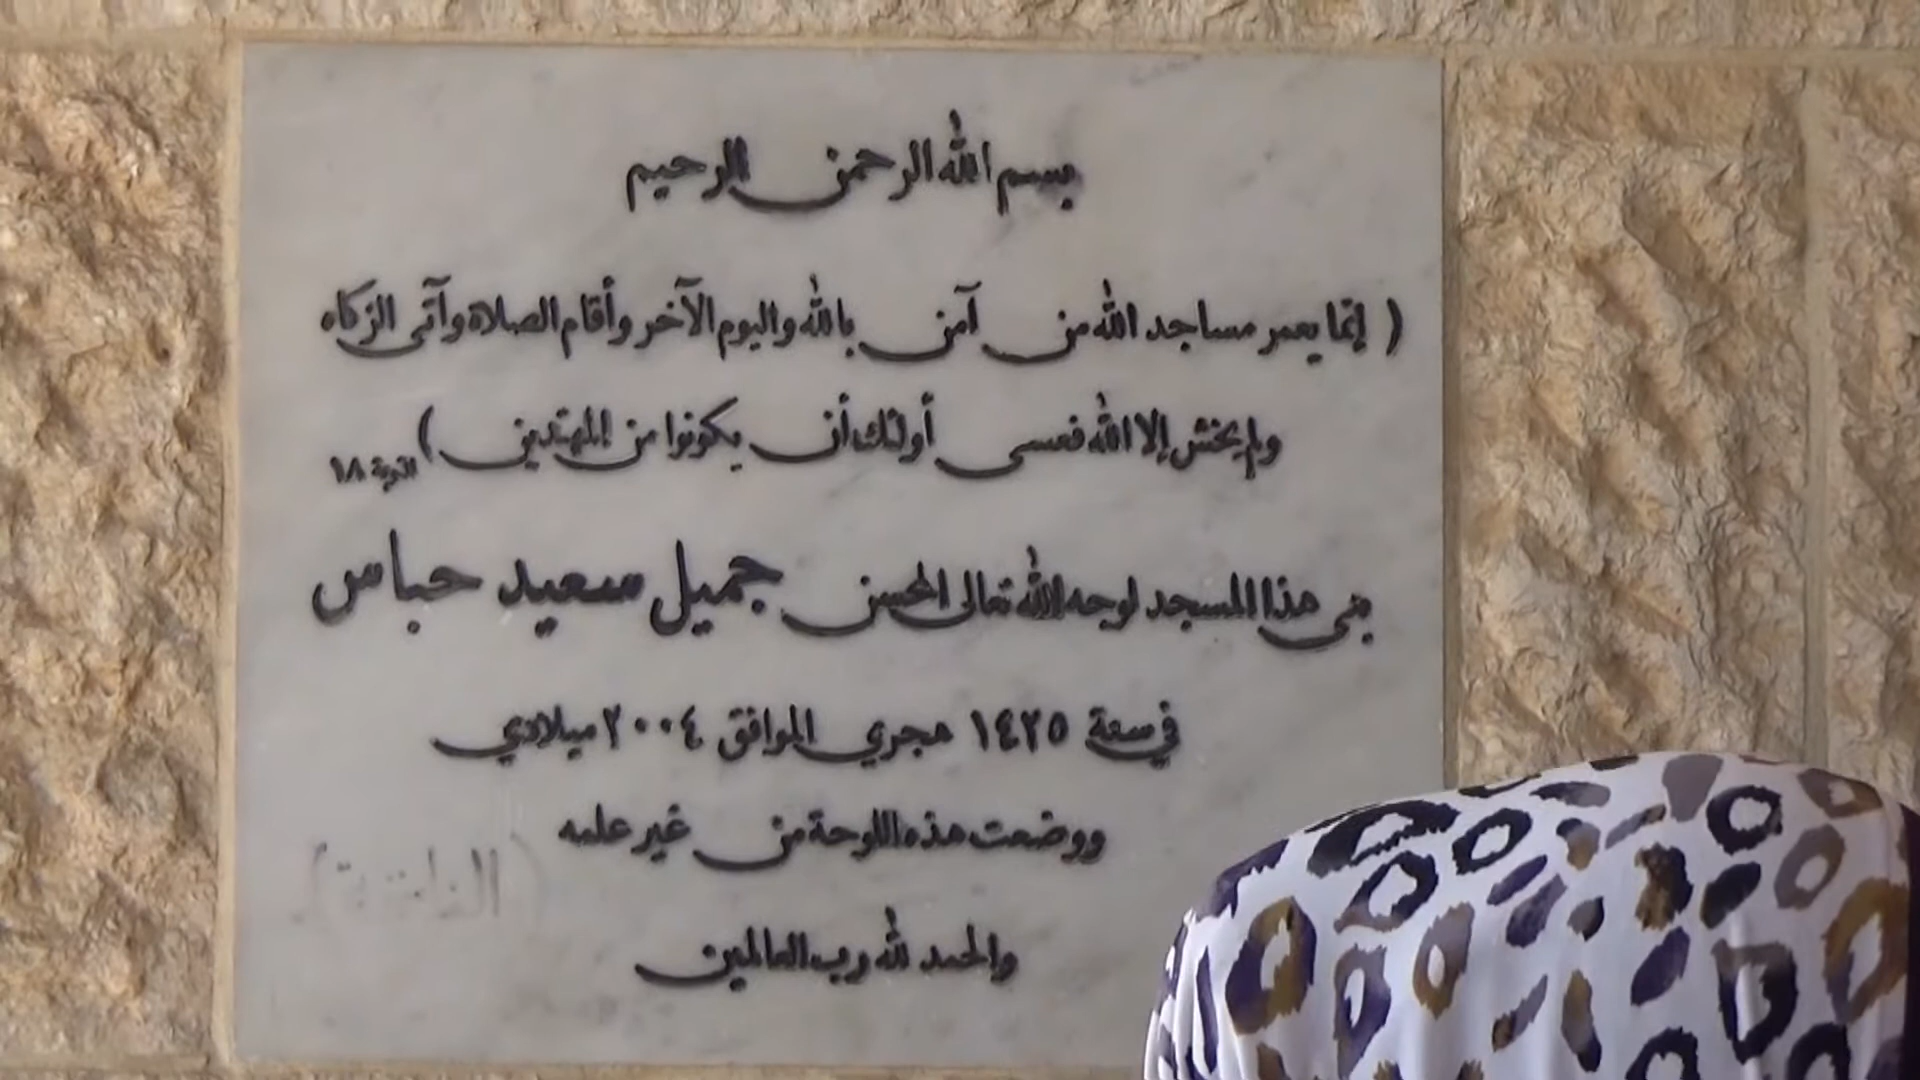 بسم الله الرحمن الرحيم
( إنما يعمر مساجد الله من آمن بالله واليوم الآخر وأقام الصلاة وآتى الزكاه
ولم يخش إلا الله فعسى أولئك أن يكونوا من المهتدين ) التوبة ١٨
بنى هذا المسجد لوجه الله تعالى المحسن جميل سعيد حباس
في سعة ١٤٢٥ هجري الموافق ٢٠٠٤ ميلادي
ووضعت هذه اللوحة من غير علمه
والحمد لله رب العالمين